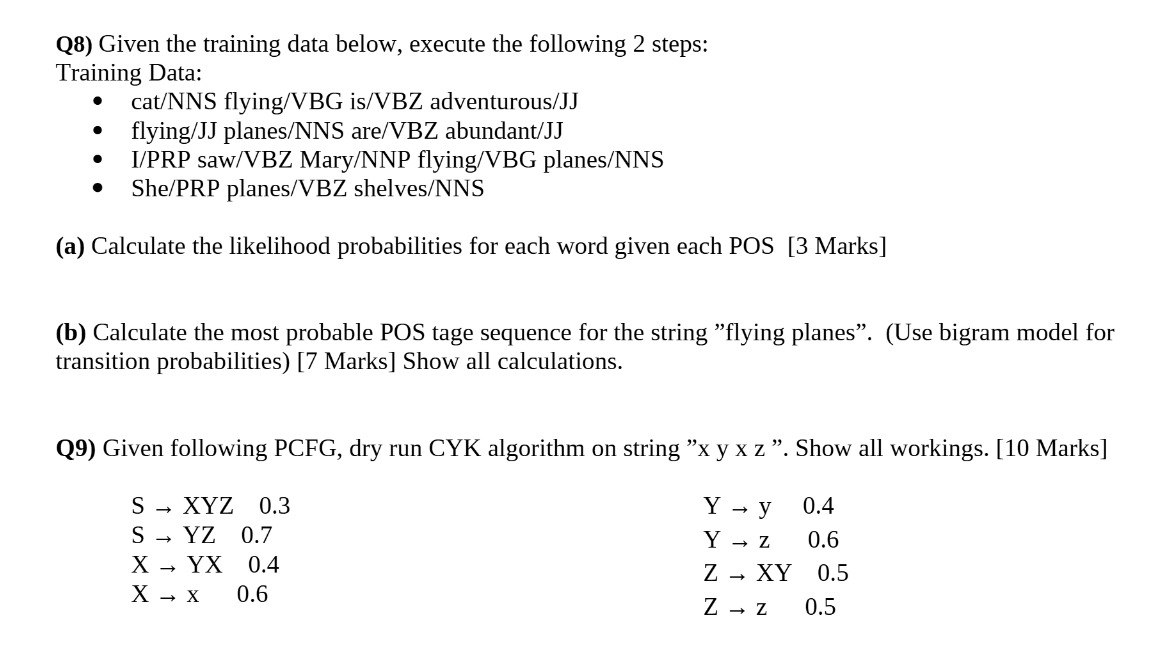 Q8) Given the training data below, execute the following 2 steps:
Training Data:
• cat/NNS flying/VBG is/VBZ adventurous/JJ
• flying/JJ planes/NNS are/VBZ abundant/JJ
• I/PRP saw/VBZ Mary/NNP flying/VBG planes/NNS
• She/PRP planes/VBZ shelves/NNS
(a) Calculate the likelihood probabilities for each word given each POS [3 Marks]
(b) Calculate the most probable POS tage sequence for the string ”flying planes”. (Use bigram model for
transition probabilities) [7 Marks] Show all calculations.
Q9) Given following PCFG, dry run CYK algorithm on string ”x y x z ”. Show all workings. [10 Marks]
S → XYZ 0.3
S → YZ 0.7
X → YX 0.4
X → x 0.6
Y → y 0.4
Y → z 0.6
Z → XY 0.5
Z → z 0.5